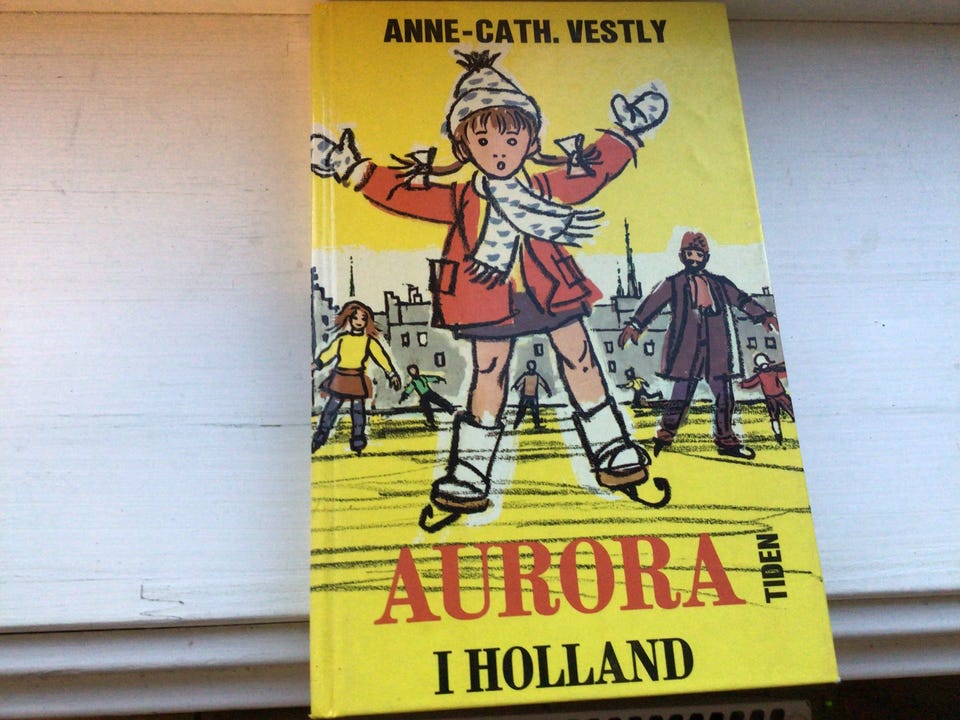 ANNE-CATH. VESTLY
AURORA
TIDEN
I HOLLAND